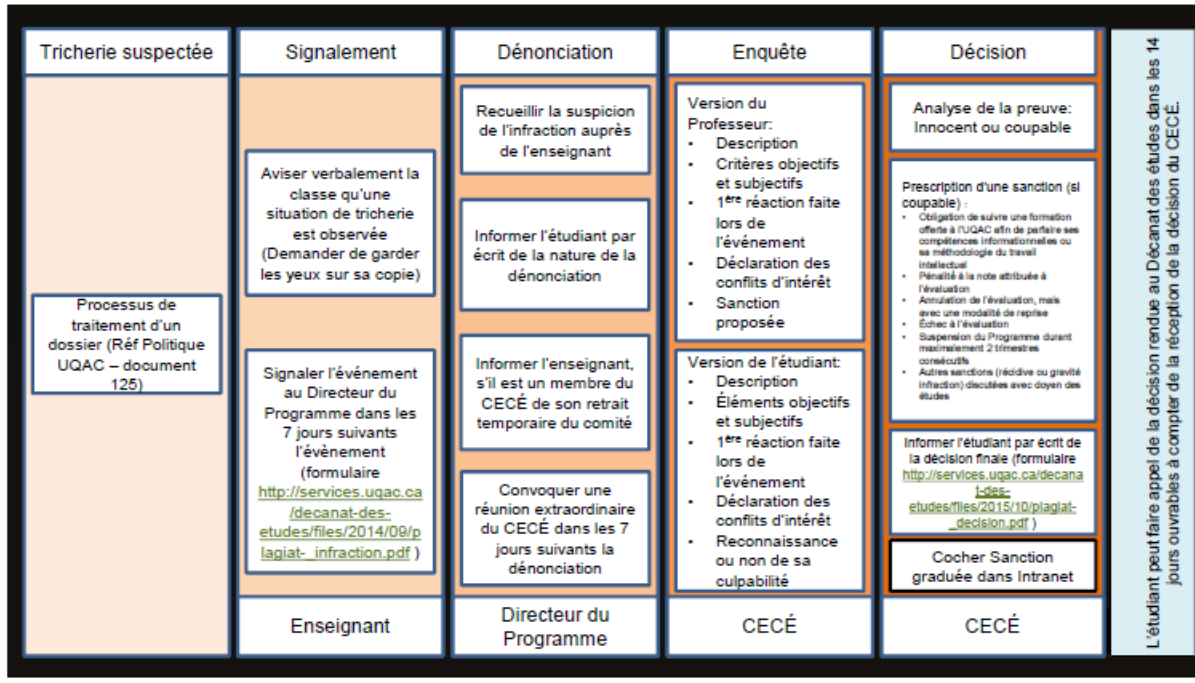 Tricherie suspectée
Processus de
traitement d'un
dossier (Réf Politique
UQAC – document
125)
Signalement
Aviser verbalement la
classe qu'une
situation de tricherie
est observée
(Demander de garder
les yeux sur sa copie)
Signaler l'événement
au Directeur du
Programme dans les
7 jours suivants
l'évènement
(formulaire
http://services.uqac.ca
/decanat-des-
etudes/files/2014/09/p
lagiat-_infraction.pdf )
Enseignant
Dénonciation
Recueillir la suspicion
de l'infraction auprès
de l'enseignant
Informer l'étudiant par
écrit de la nature de la
dénonciation
Informer l'enseignant,
s'il est un membre du
CECÉ de son retrait
temporaire du comité
Convoquer une
réunion extraordinaire
du CECÉ dans les 7
jours suivants la
dénonciation
Directeur du
Programme
Enquête
Version du
Professeur:
• Description
• Critères objectifs
et subjectifs
• 1ère réaction faite
lors de
l'événement
• Déclaration des
conflits d'intérêt
• Sanction
proposée
Version de l'étudiant:
• Description
• Éléments objectifs
et subjectifs
• 1ère réaction faite
lors de
l'événement
• Déclaration des
conflits d'intérêt
• Reconnaissance
ou non de sa
culpabilité
CECÉ
Décision
Analyse de la preuve:
Innocent ou coupable
Prescription d'une sanction (si
coupable) :
• Obligation de suivre une formation
offerte à l'UQAC afin de parfaire ses
compétences informationnelles ou
sa méthodologie du travail
intellectuel
• Pénalité à la note attribuée à
l'évaluation
• Annulation de l'évaluation, mais
avec une modalité de reprise
• Échec à l'évaluation
• Suspension du Programme durant
maximalement 2 trimestres
consécutifs
• Autres sanctions (récidive ou gravité
infraction) discutées avec doyen des
études
Informer l'étudiant par écrit de
la décision finale (formulaire
http://services.uqac.ca/decana
t-des-
etudes/files/2015/10/plagiat-
_decision.pdf )
Cocher Sanction
graduée dans Intranet
CECÉ
L'étudiant peut faire appel de la décision rendue au Décanat des études dans les 14
jours ouvrables à compter de la réception de la décision du CECÉ.